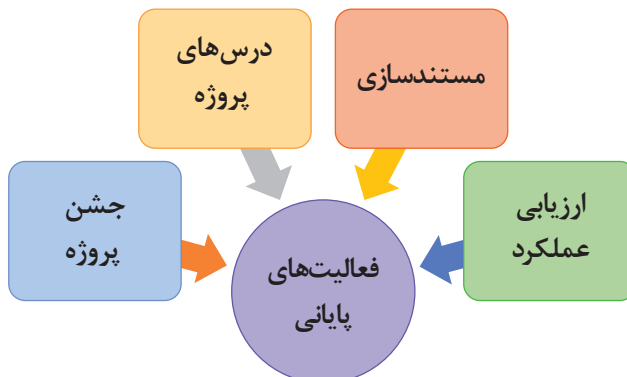 درس‌های
پروژه
مستندسازی
جشن
پروژه
ارزیابی
عملکرد
فعالیت‌های
پایانی